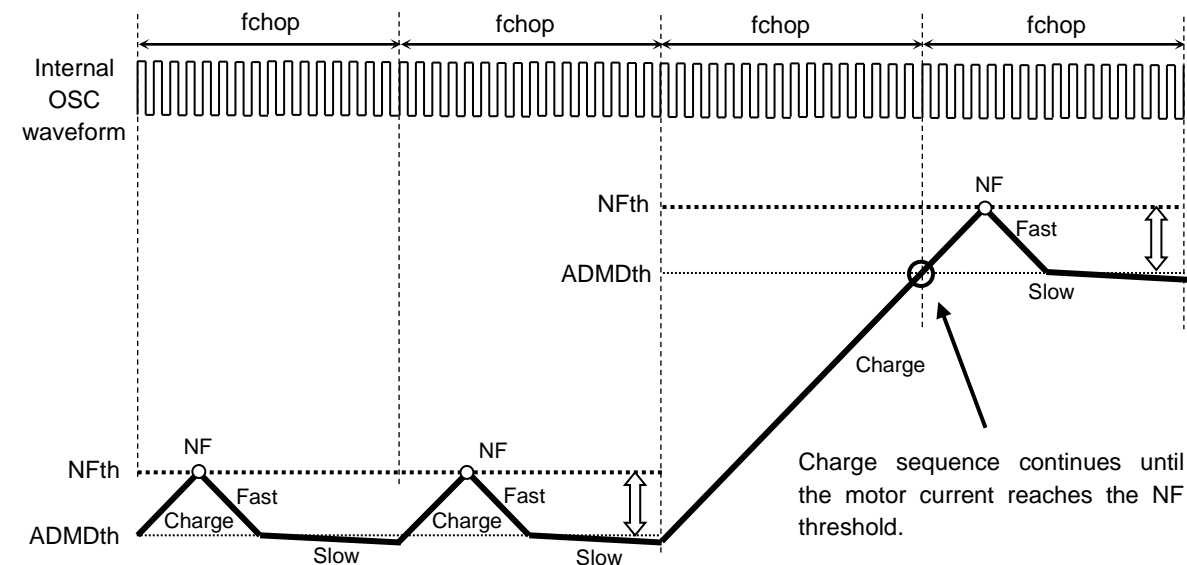 fchop
fchop
fchop
fchop
Internal
OSC
waveform
NF
NFth
Fast
ADMDth
Slow
Charge
NF
NF
NFth
Fast
Fast
Charge
Charge
ADMDth
Slow
Slow
Charge sequence continues until
the motor current reaches the NF
threshold.